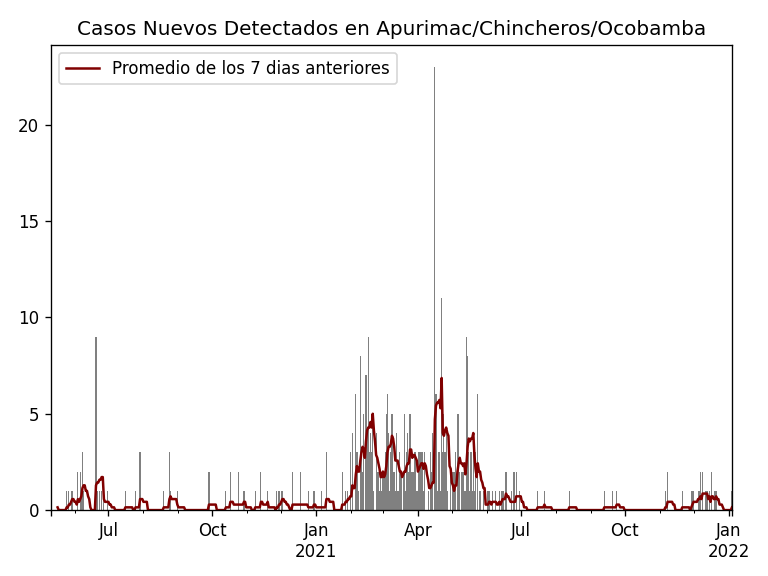 Casos Nuevos Detectados en Apurimac/Chincheros/Ocobamba
Promedio de los 7 dias anteriores
20
15
10
5
0
Jul Oct Jan Apr Jul Oct Jan
2021 2022